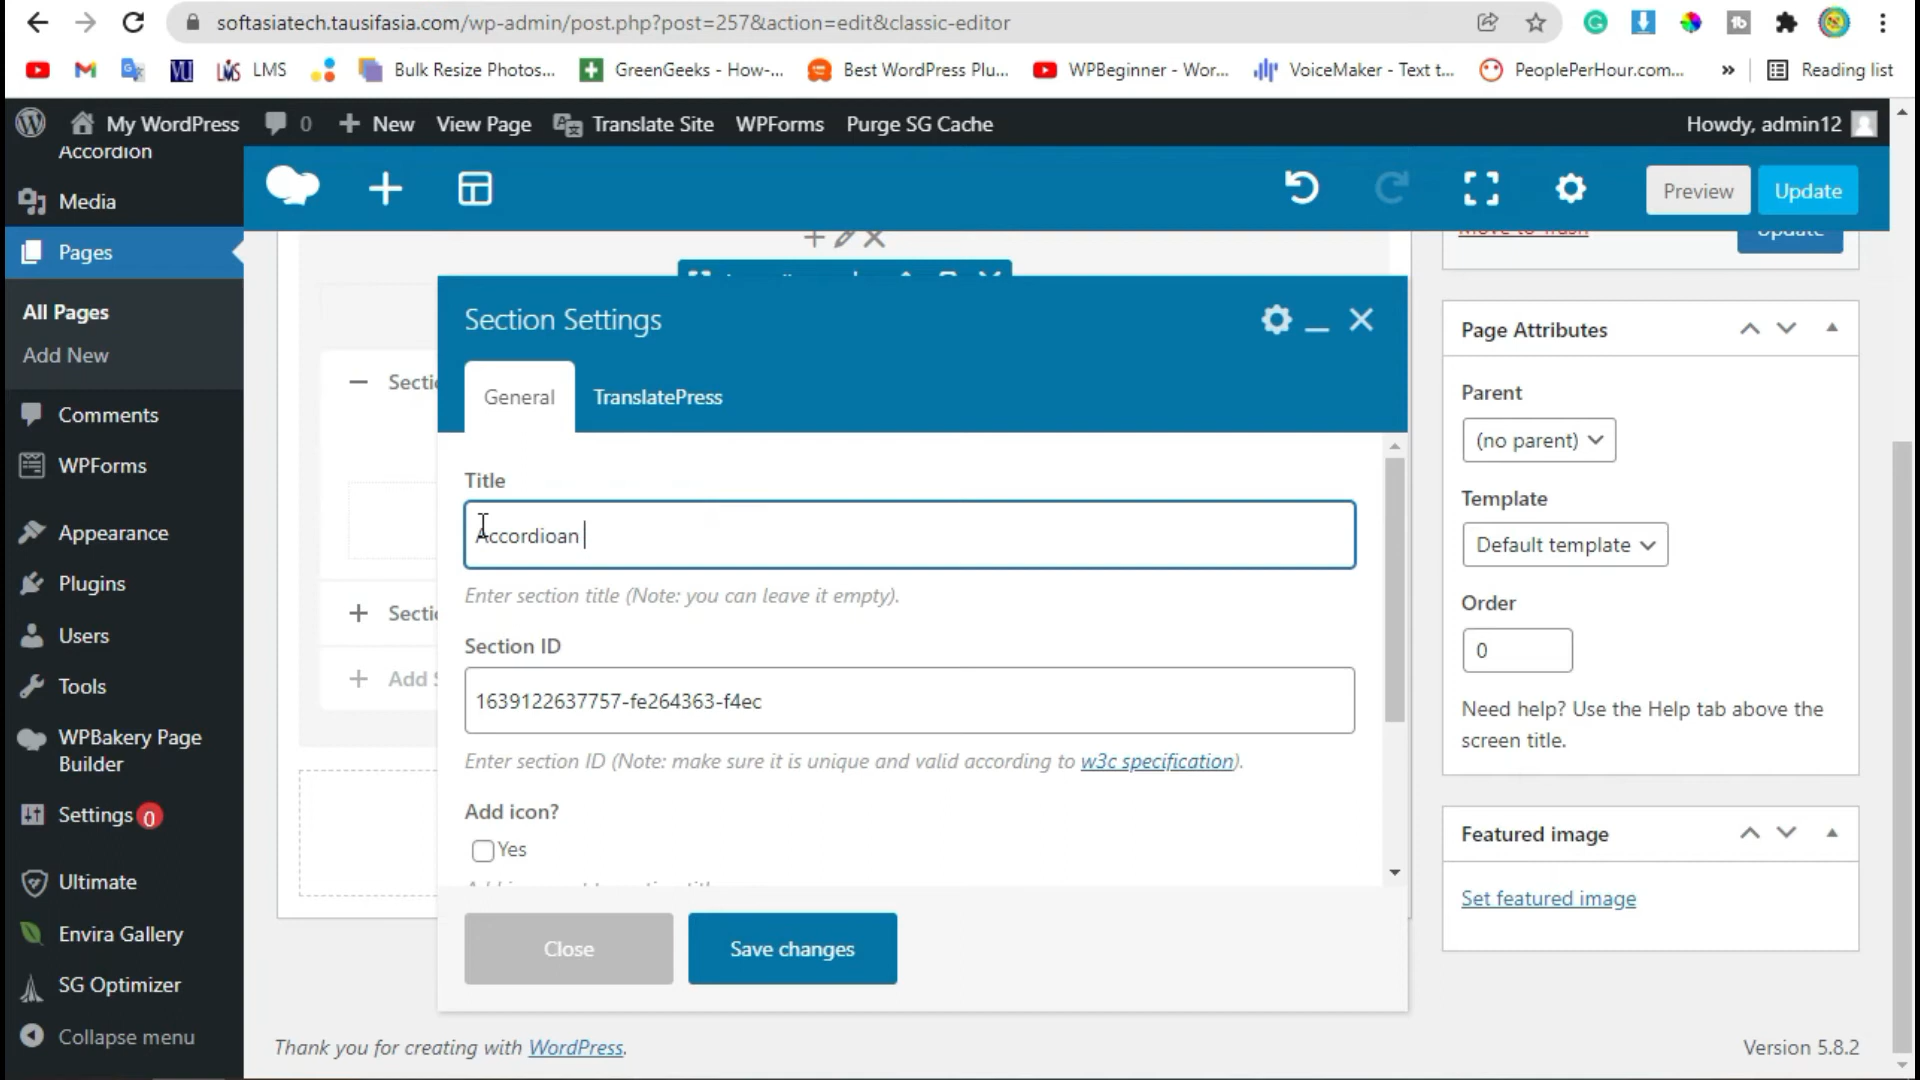 softasiatech.tausifasia.com/wp-admin/post.php?post=257&action=edit&classic-editor
LMS
Bulk Resize Photos...
GreenGeeks - How-...
Best WordPress Plu...
WPBeginner - Wor...
VoiceMaker - Text t...
PeoplePerHour.com...
»
Reading list
My WordPress
0
New
View Page
Translate Site
WPForms
Purge SG Cache
Howdy, admin12
Accordion
Media
Pages
All Pages
Add New
Comments
WPForms
Appearance
Plugins
Users
Tools
WPBakery Page
Builder
Settings 0
Ultimate
Envira Gallery
SG Optimizer
Collapse menu
Preview
Update
Move to Trash
Update
Section Settings
General
TranslatePress
Title
Accordioan
Enter section title (Note: you can leave it empty).
Section ID
1639122637757-fe264363-f4ec
Enter section ID (Note: make sure it is unique and valid according to w3c specification).
Add icon?
Yes
Close
Save changes
Page Attributes
Parent
(no parent)
Template
Default template
Order
0
Need help? Use the Help tab above the
screen title.
Featured image
Set featured image
Thank you for creating with WordPress.
Version 5.8.2